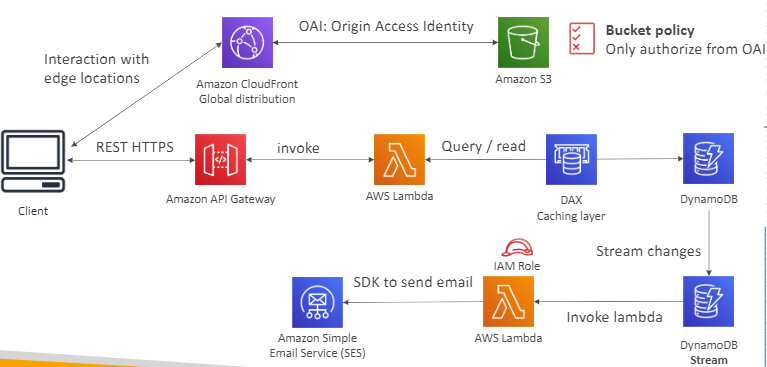 OAI: Origin Access Identity
Bucket policy
Only authorize from OAI
Interaction with
edge locations
Amazon CloudFront
Global distribution
Amazon S3
REST HTTPS
invoke
Query / read
Client
Amazon API Gateway
AWS Lambda
DAX
Caching layer
DynamoDB
Stream changes
IAM Role
SDK to send email
Invoke lambda
Amazon Simple
Email Service (SES)
AWS Lambda
DynamoDB
Stream